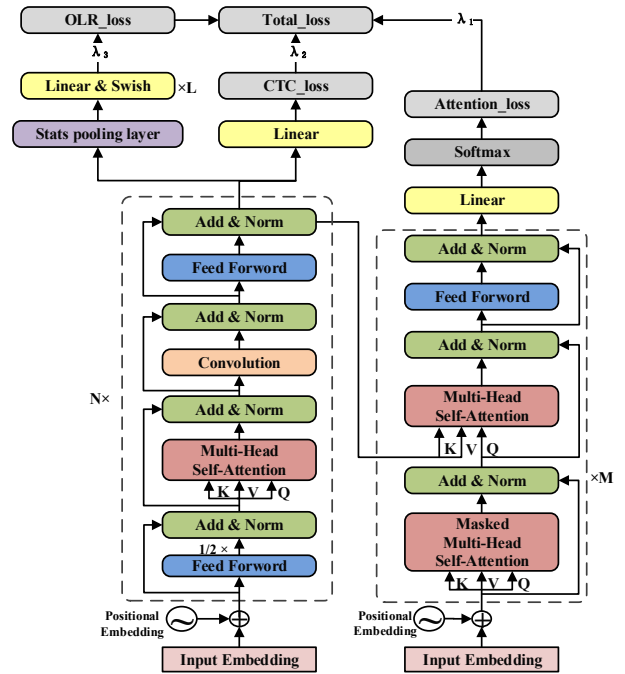 OLR_loss
Total_loss
λ₁
λ₃
λ₂
Linear & Swish
×L
CTC_loss
Attention_loss
Stats pooling layer
Linear
Softmax
Linear
N×
Add & Norm
Feed Forword
Add & Norm
Convolution
Add & Norm
Multi-Head
Self-Attention
K V Q
Add & Norm
1/2 ×
Feed Forword
Positional
Embedding
Input Embedding
Add & Norm
Feed Forword
Add & Norm
Multi-Head
Self-Attention
K V Q
Add & Norm
×M
Masked
Multi-Head
Self-Attention
K V Q
Positional
Embedding
Input Embedding